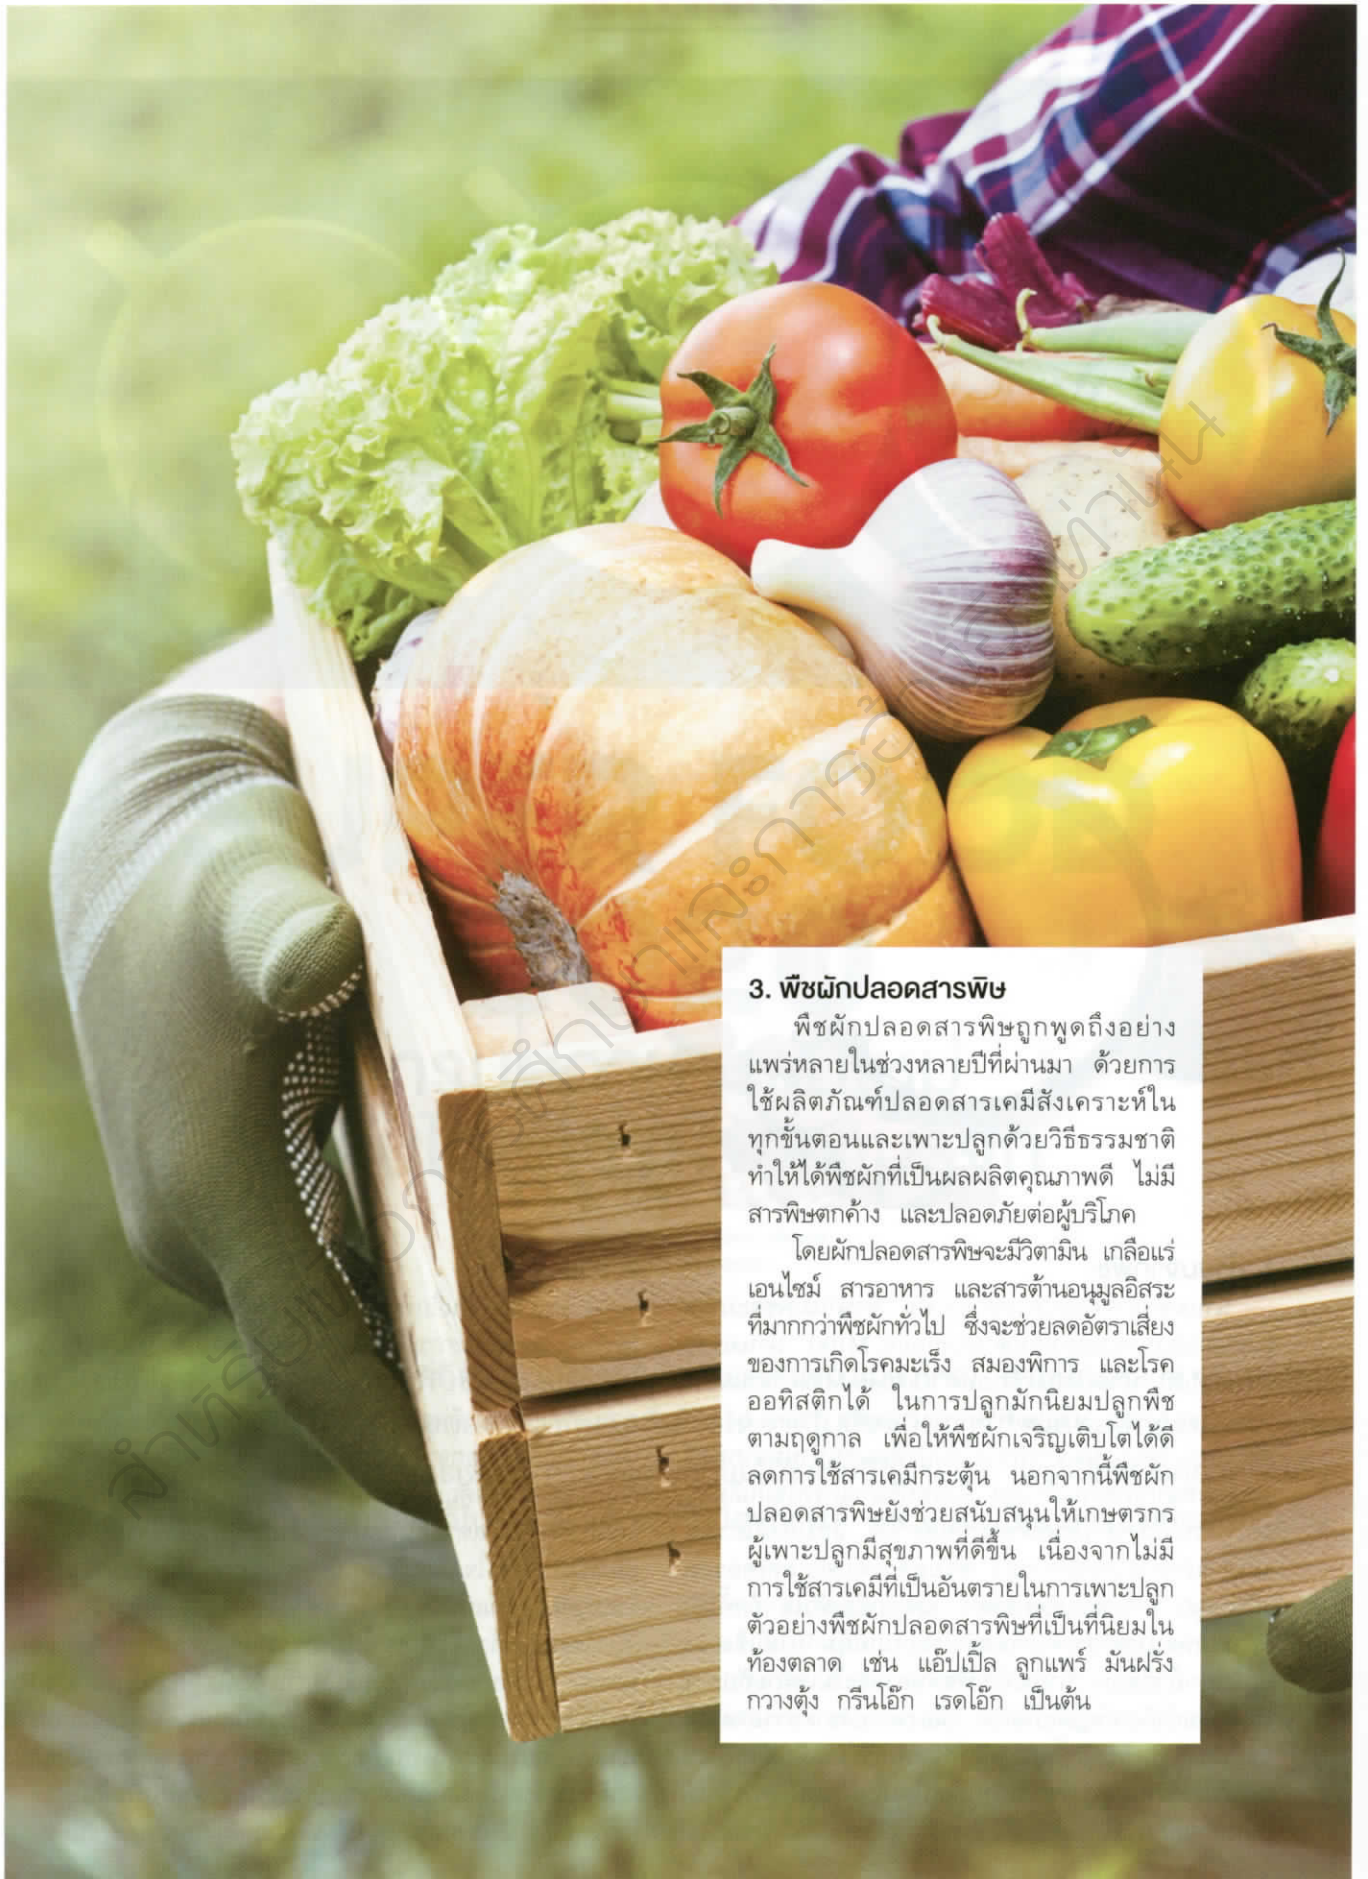 3. พืชผักปลอดสารพิษ
พืชผักปลอดสารพิษถูกพูดถึงอย่าง
แพร่หลายในช่วงหลายปีที่ผ่านมา ด้วยการ
ใช้ผลิตภัณฑ์ปลอดสารเคมีสังเคราะห์ใน
ทุกขั้นตอนและเพาะปลูกด้วยวิธีธรรมชาติ
ทำให้ได้พืชผักที่เป็นผลผลิตคุณภาพดี ไม่มี
สารพิษตกค้าง และปลอดภัยต่อผู้บริโภค
โดยผักปลอดสารพิษจะมีวิตามิน เกลือแร่
เอนไซม์ สารอาหาร และสารต้านอนุมูลอิสระ
ที่มากกว่าพืชผักทั่วไป ซึ่งจะช่วยลดอัตราเสี่ยง
ของการเกิดโรคมะเร็ง สมองพิการ และโรค
ออทิสติกได้ ในการปลูกมักนิยมปลูกพืช
ตามฤดูกาล เพื่อให้พืชผักเจริญเติบโตได้ดี
ลดการใช้สารเคมีกระตุ้น นอกจากนี้พืชผัก
ปลอดสารพิษยังช่วยสนับสนุนให้เกษตรกร
ผู้เพาะปลูกมีสุขภาพที่ดีขึ้น เนื่องจากไม่มี
การใช้สารเคมีที่เป็นอันตรายในการเพาะปลูก
ตัวอย่างพืชผักปลอดสารพิษที่เป็นที่นิยมใน
ท้องตลาด เช่น แอ๊ปเปิ้ล ลูกแพร์ มันฝรั่ง
กวางตุ้ง กรีนโอ๊ก เรดโอ๊ก เป็นต้น